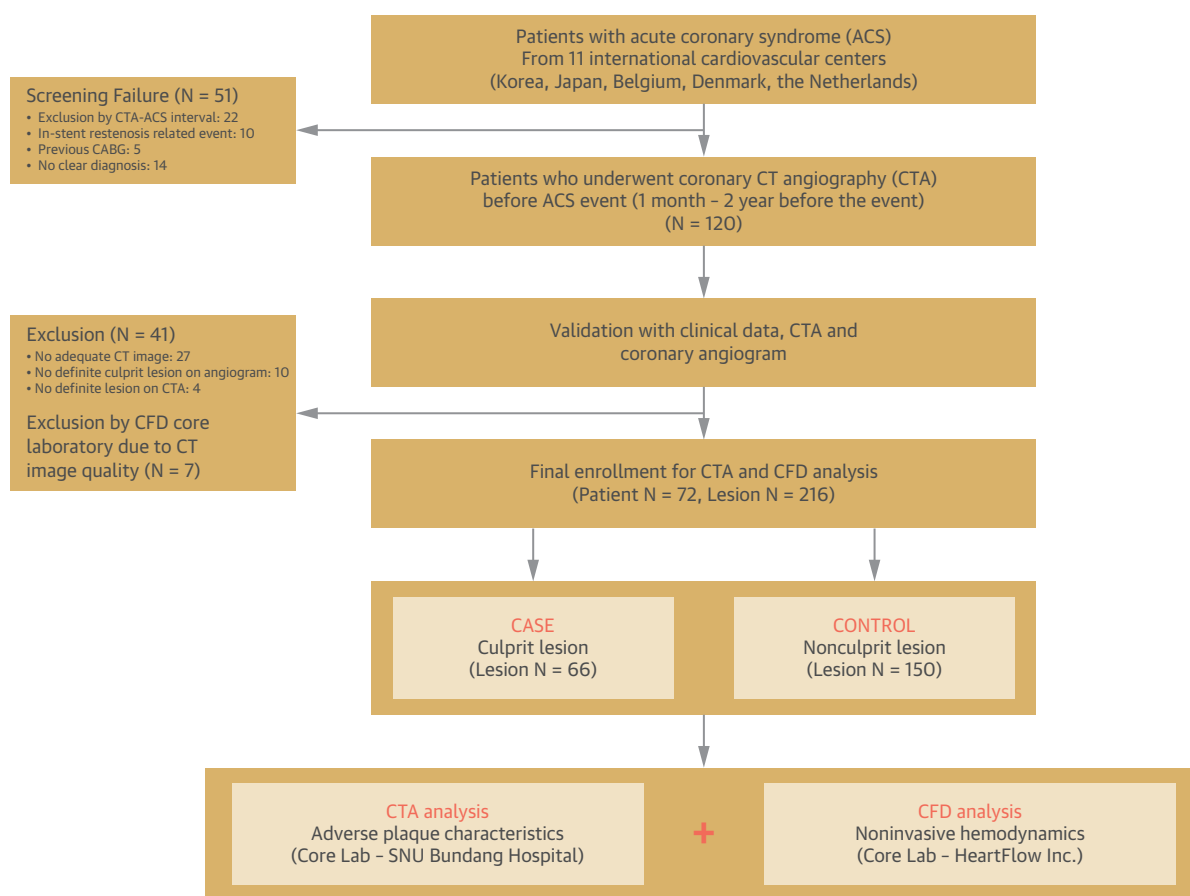 Patients with acute coronary syndrome (ACS)
From 11 international cardiovascular centers
(Korea, Japan, Belgium, Denmark, the Netherlands)
Screening Failure (N = 51)
• Exclusion by CTA-ACS interval: 22
• In-stent restenosis related event: 10
• Previous CABG: 5
• No clear diagnosis: 14
Patients who underwent coronary CT angiography (CTA)
before ACS event (1 month – 2 year before the event)
(N = 120)
Validation with clinical data, CTA and
coronary angiogram
Exclusion (N = 41)
• No adequate CT image: 27
• No definite culprit lesion on angiogram: 10
• No definite lesion on CTA: 4
Exclusion by CFD core
laboratory due to CT
image quality (N = 7)
Final enrollment for CTA and CFD analysis
(Patient N = 72, Lesion N = 216)
CASE
Culprit lesion
(Lesion N = 66)
CONTROL
Nonculprit lesion
(Lesion N = 150)
CTA analysis
Adverse plaque characteristics
(Core Lab – SNU Bundang Hospital)
+
CFD analysis
Noninvasive hemodynamics
(Core Lab – HeartFlow Inc.)